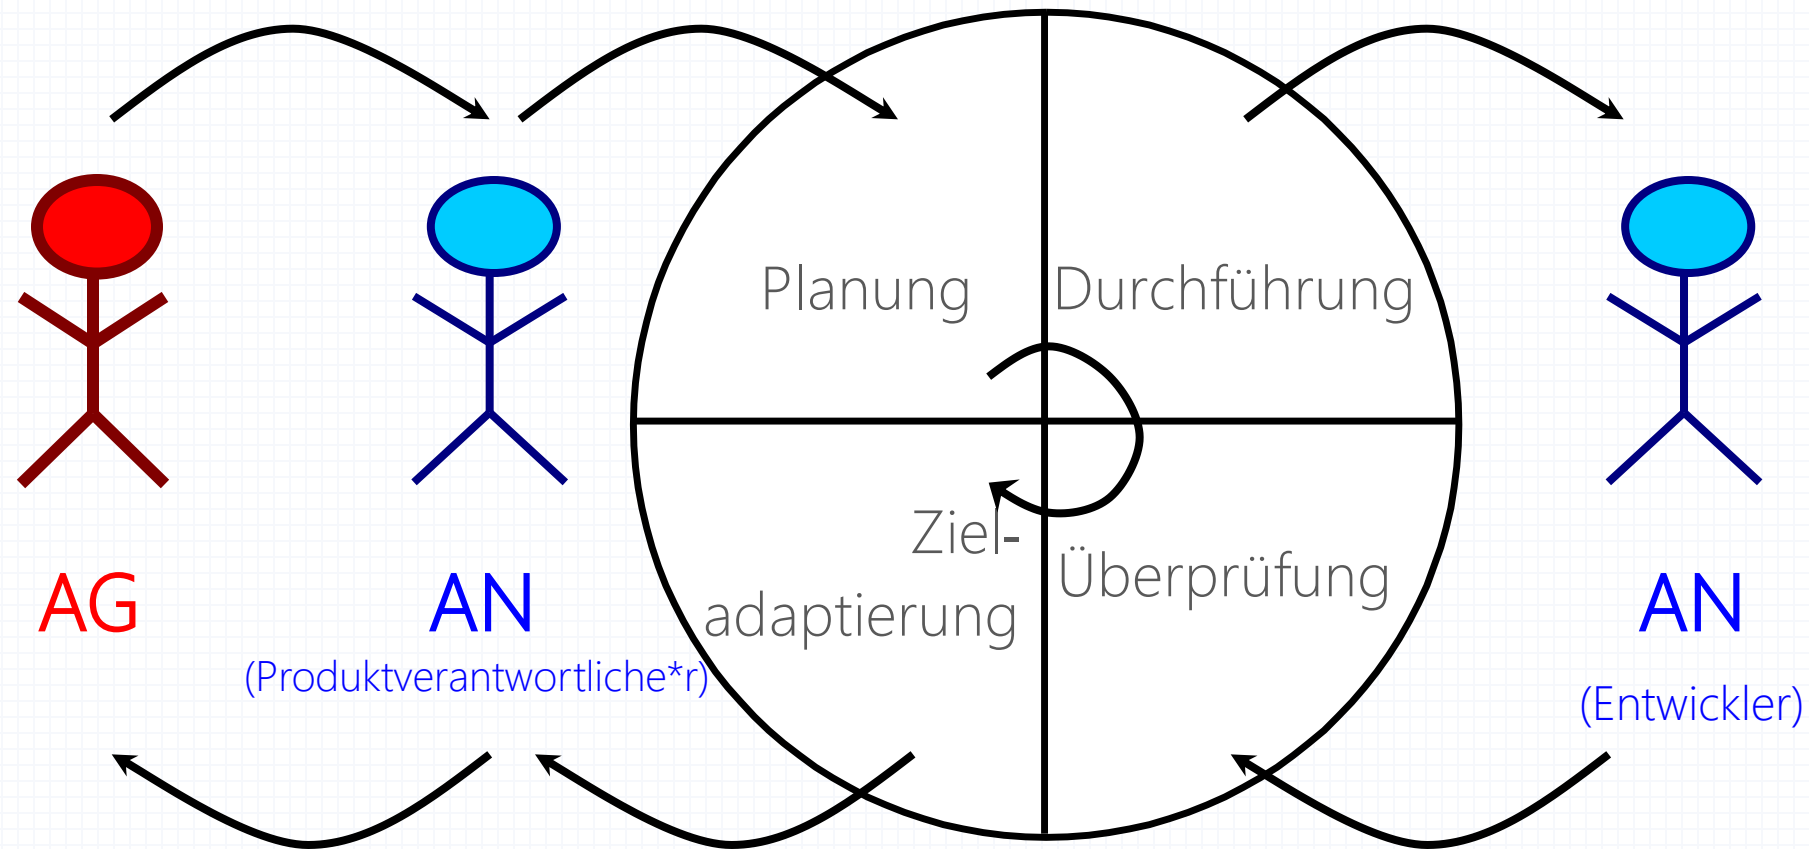 Planung
Durchführung
Ziel-
adaptierung
Überprüfung
AG
AN
(Produktverantwortliche*r)
AN
(Entwickler)